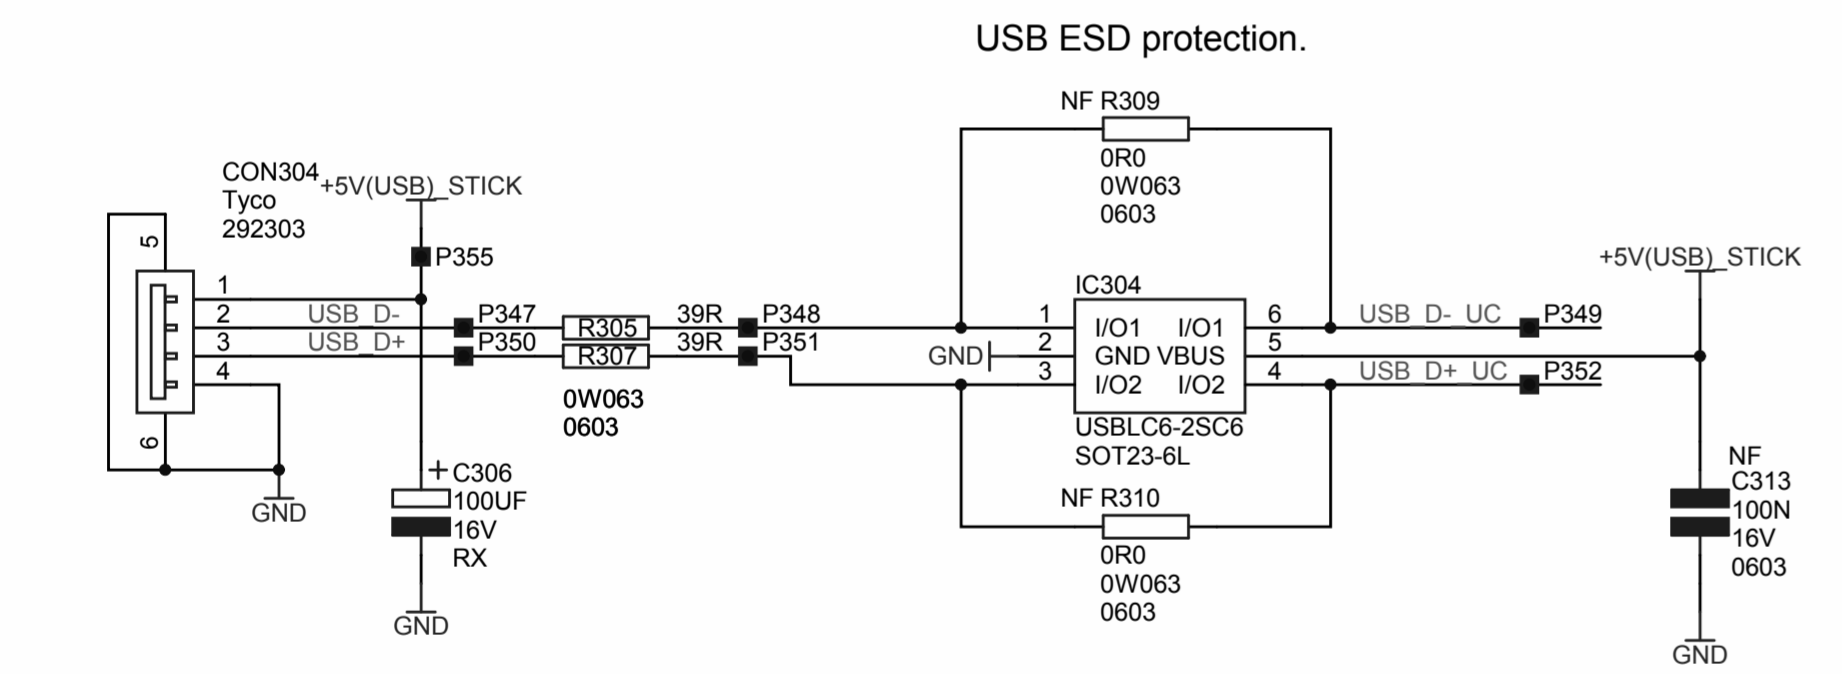 USB ESD protection.
NF R309
0R0
0W063
0603
CON304
Tyco
292303
+5V(USB)_STICK
P355
5
1
2
3
4
6
USB_D-
USB_D+
P347
P350
R305
R307
39R
39R
P348
P351
0W063
0603
GND
+ C306
100UF
16V
RX
GND
IC304
1
2
3
GND
I/O1 I/O1
GND VBUS
I/O2 I/O2
6
5
4
USBLC6-2SC6
SOT23-6L
NF R310
0R0
0W063
0603
USB_D-_UC
P349
USB_D+_UC
P352
+5V(USB)_STICK
NF
C313
100N
16V
0603
GND